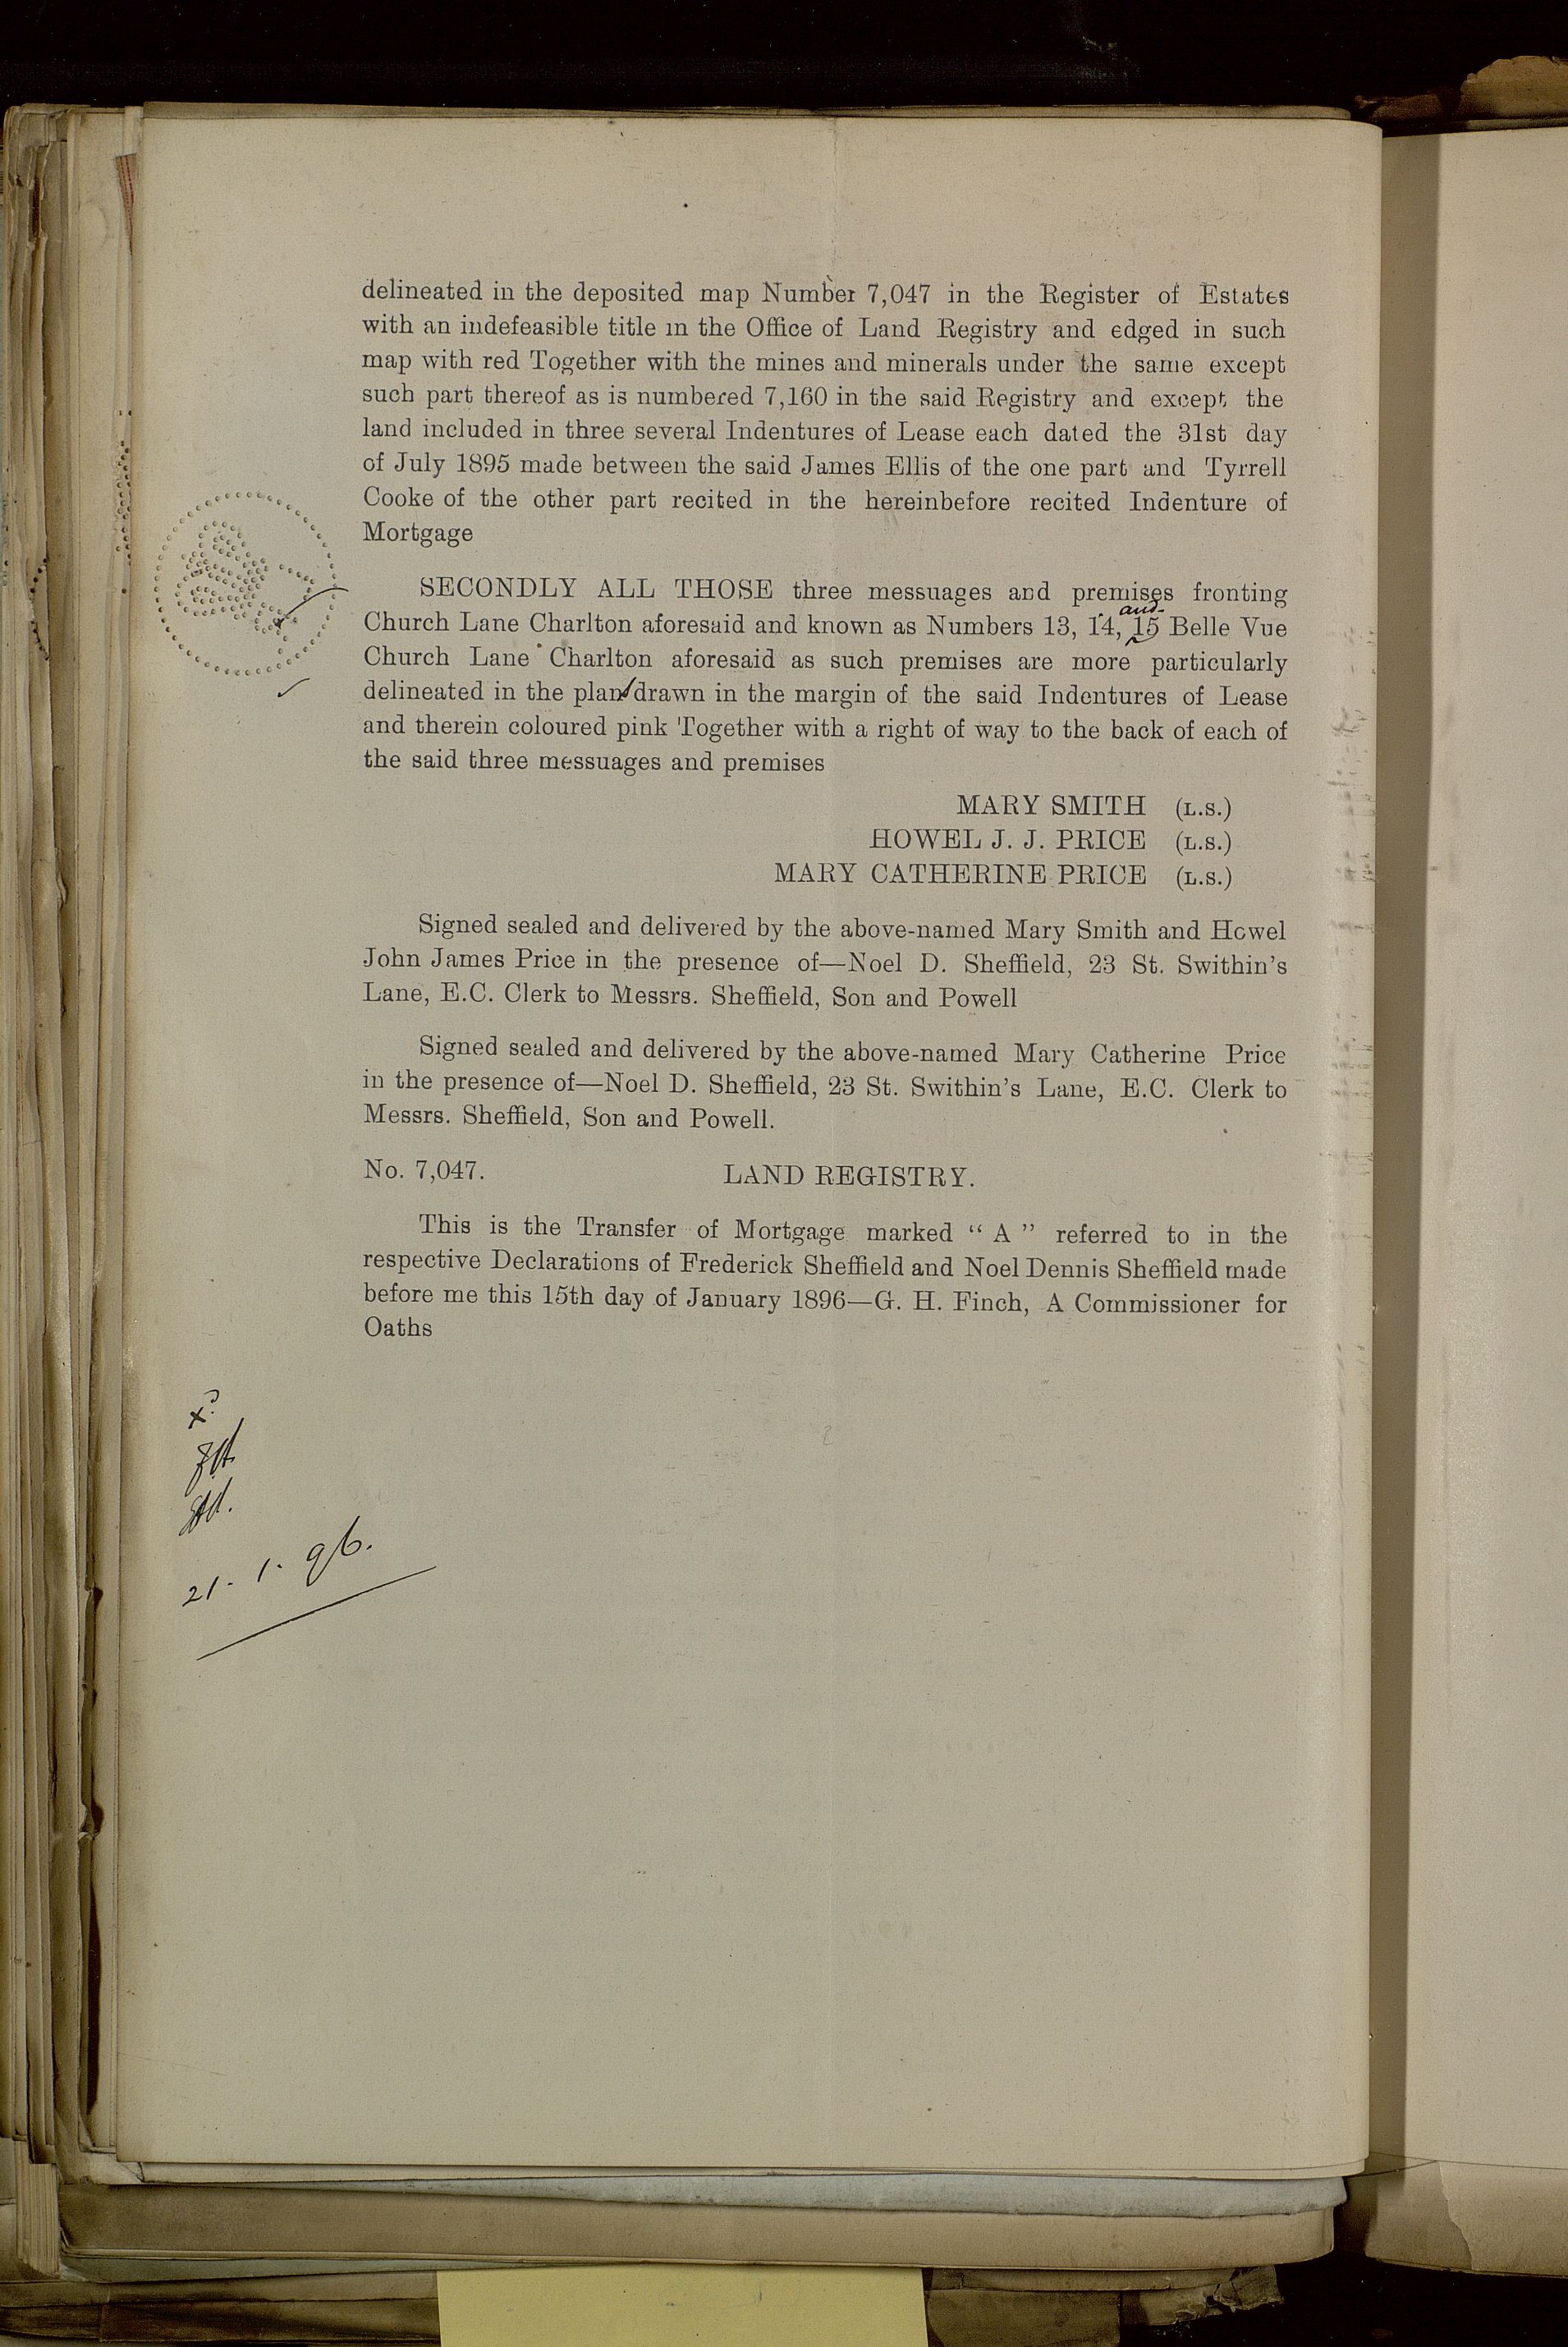 delineated in the deposited map Number 7,047 in the Register of Estates
with an indefeasible title in the Office of Land Registry and edged in such
map with red Together with the mines and minerals under the same except
such part thereof as is numbered 7,160 in the said Registry and except the
land included in three several Indentures of Lease each dated the 31st day
of July 1895 made between the said James Ellis of the one part and Tyrrell
Cooke of the other part recited in the hereinbefore recited Indenture of
Mortgage
SECONDLY ALL THOSE three messuages and premises fronting
and
Church Lane Charlton aforesaid and known as Numbers 13, 14, 15 Belle Vue
Church Lane Charlton aforesaid as such premises are more particularly
delineated in the plan drawn in the margin of the said Indentures of Lease
and therein coloured pink Together with a right of way to the back of each of
the said three messuages and premises
MARY SMITH (L.S.)
HOWEL J. J. PRICE (L.S.)
MARY CATHERINE PRICE (L.S.)
Signed sealed and delivered by the above-named Mary Smith and Howel
John James Price in the presence of—Noel D. Sheffield, 23 St. Swithin's
Lane, E.C. Clerk to Messrs. Sheffield, Son and Powell
Signed sealed and delivered by the above-named Mary Catherine Price
in the presence of—Noel D. Sheffield, 23 St. Swithin's Lane, E.C. Clerk to
Messrs. Sheffield, Son and Powell.
No. 7,047. LAND REGISTRY.
This is the Transfer of Mortgage marked " A " referred to in the
respective Declarations of Frederick Sheffield and Noel Dennis Sheffield made
before me this 15th day of January 1896—G. H. Finch, A Commissioner for
Oaths
21. 1. 96.